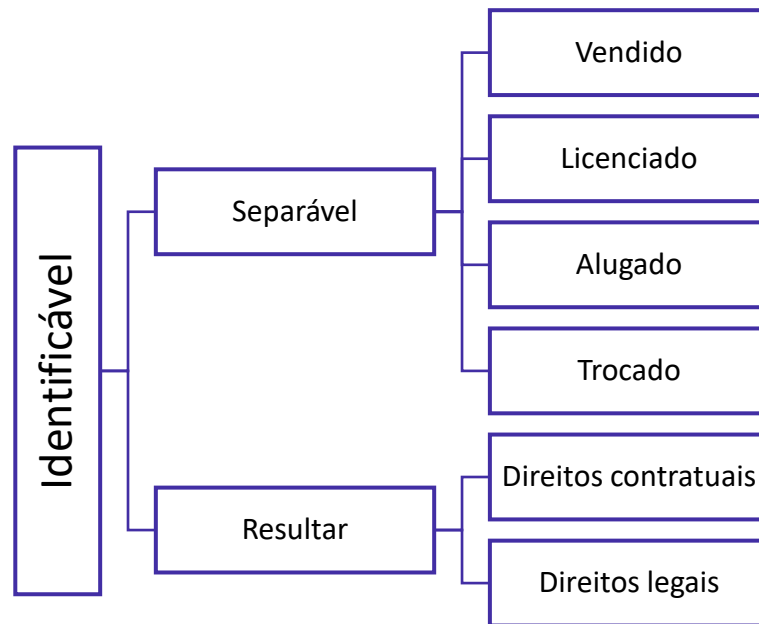 Identificável
Separável
Vendido
Licenciado
Alugado
Trocado
Resultar
Direitos contratuais
Direitos legais